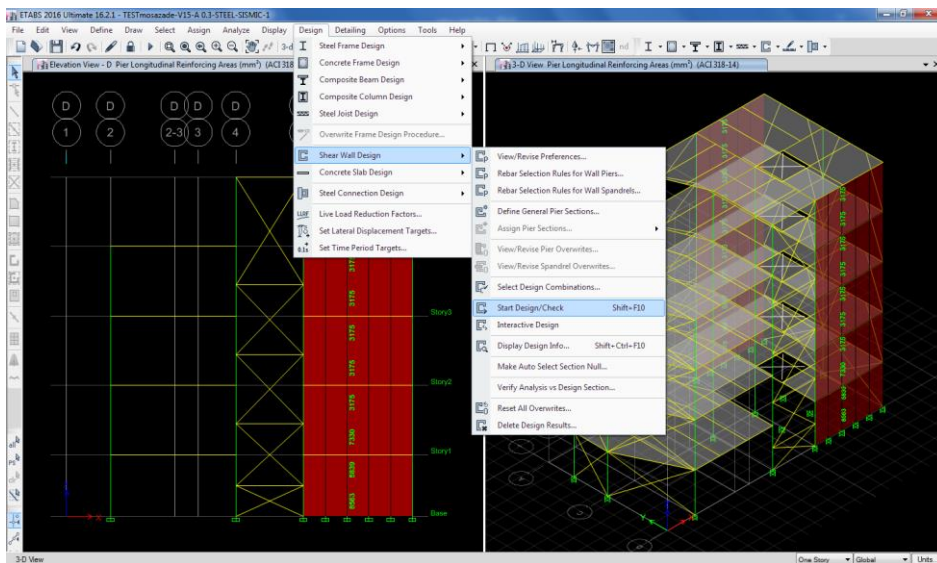 ETABS 2016 Ultimate 16.2.1 - TESTmosazade-V15-A 0.3-STEEL-SISMIC-1
File Edit View Define Draw Select Assign Analyze Display Design Detailing Options Tools Help
Elevation View - D Pier Longitudinal Reinforcing Areas (mm²) (ACI 318
3-D View Pier Longitudinal Reinforcing Areas (mm²) (ACI 318-14)
Steel Frame Design
Concrete Frame Design
Composite Beam Design
Composite Column Design
Steel Joist Design
Overwrite Frame Design Procedure...
Shear Wall Design
Concrete Slab Design
Steel Connection Design
Live Load Reduction Factors...
Set Lateral Displacement Targets...
Set Time Period Targets...
View/Revise Preferences...
Rebar Selection Rules for Wall Piers...
Rebar Selection Rules for Wall Spandrels...
Define General Pier Sections...
Assign Pier Sections...
View/Revise Pier Overwrites...
View/Revise Spandrel Overwrites...
Select Design Combinations...
Start Design/Check Shift+F10
Interactive Design
Display Design Info... Shift+Ctrl+F10
Make Auto Select Section Null...
Verify Analysis vs Design Section...
Reset All Overwrites...
Delete Design Results...
D D D D D
1 2 2-3 3 4
Story3
Story2
Story1
Base
3175
3175
3175
7330
3-D View
One Story Global Units...